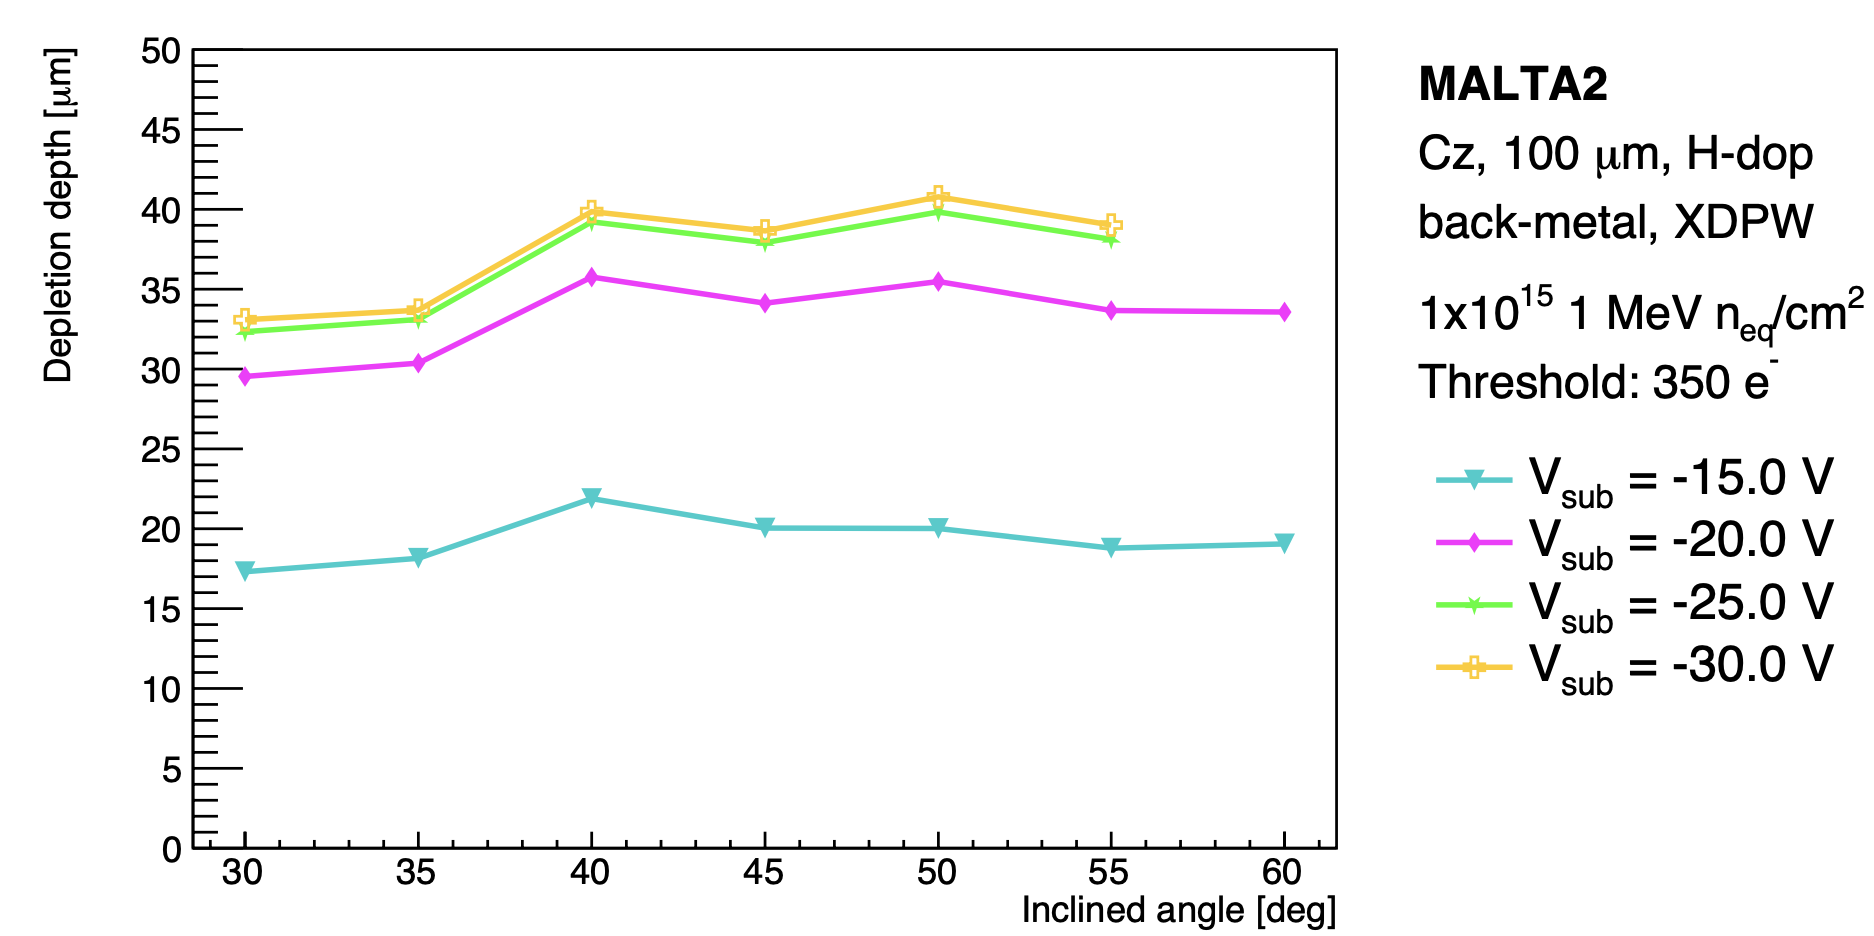 Depletion depth [μm]
50
45
40
35
30
25
20
15
10
5
0
30 35 40 45 50 55 60
Inclined angle [deg]
MALTA2
Cz, 100 μm, H-dop
back-metal, XDPW
1x10¹⁵ 1 MeV n_eq/cm²
Threshold: 350 e⁻
V_sub = -15.0 V
V_sub = -20.0 V
V_sub = -25.0 V
V_sub = -30.0 V